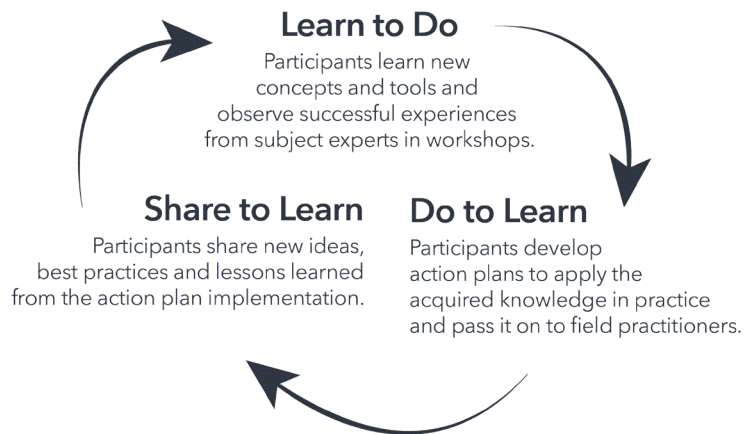 Learn to Do
Participants learn new
concepts and tools and
observe successful experiences
from subject experts in workshops.
Do to Learn
Participants develop
action plans to apply the
acquired knowledge in practice
and pass it on to field practitioners.
Share to Learn
Participants share new ideas,
best practices and lessons learned
from the action plan implementation.